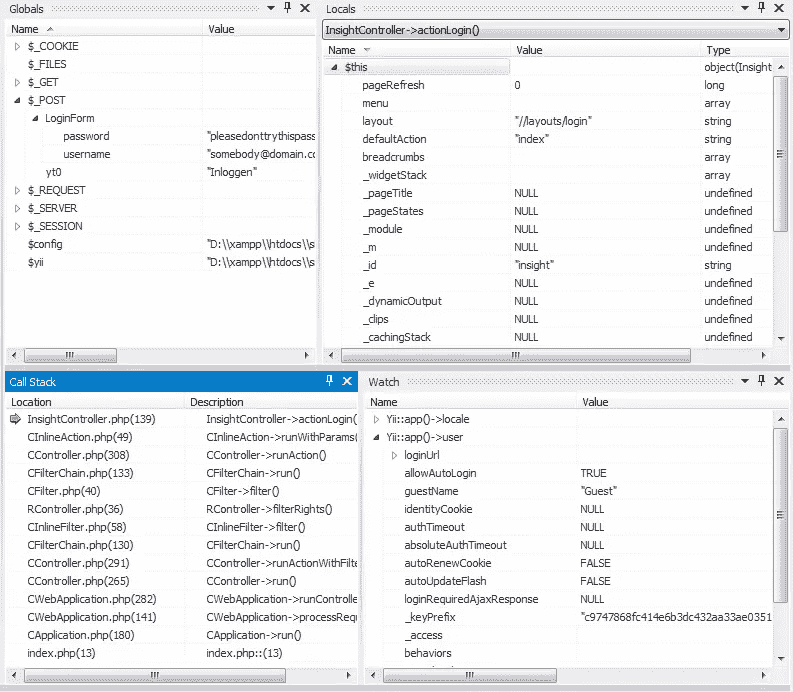 Globals
Name Value
$_COOKIE
$_FILES
$_GET
$_POST
LoginForm
password "pleasedonttrythispass
username "somebody@domain.co
yt0 "Inloggen"
$_REQUEST
$_SERVER
$_SESSION
$config "D:\\xampp\\htdocs\\s
$yii "D:\\xampp\\htdocs\\s
Locals
InsightController->actionLogin()
Name Value Type
$this object(Insight
pageRefresh 0 long
menu array
layout "//layouts/login" string
defaultAction "index" string
breadcrumbs array
_widgetStack array
_pageTitle NULL undefined
_pageStates NULL undefined
_module NULL undefined
_m NULL undefined
_id "insight" string
_e NULL undefined
_dynamicOutput NULL undefined
_clips NULL undefined
_cachingStack NULL undefined
Call Stack
Location Description
InsightController.php(139) InsightController->actionLogin(
CInlineAction.php(49) CInlineAction->runWithParams(
CController.php(308) CController->runAction()
CFilterChain.php(133) CFilterChain->run()
CFilter.php(40) CFilter->filter()
RController.php(36) RController->filterRights()
CInlineFilter.php(58) CInlineFilter->filter()
CFilterChain.php(130) CFilterChain->run()
CController.php(291) CController->runActionWithFilte
CController.php(265) CController->run()
CWebApplication.php(282) CWebApplication->runControlle
CWebApplication.php(141) CWebApplication->processRequ
CApplication.php(180) CApplication->run()
index.php(13) index.php::(13)
Watch
Name Value
Yii::app()->locale
Yii::app()->user
loginUrl
allowAutoLogin TRUE
guestName "Guest"
identityCookie NULL
authTimeout NULL
absoluteAuthTimeout NULL
autoRenewCookie FALSE
autoUpdateFlash FALSE
loginRequiredAjaxResponse NULL
_keyPrefix "c9747868fc414e6b3dc432aa33ae0351
_access
behaviors